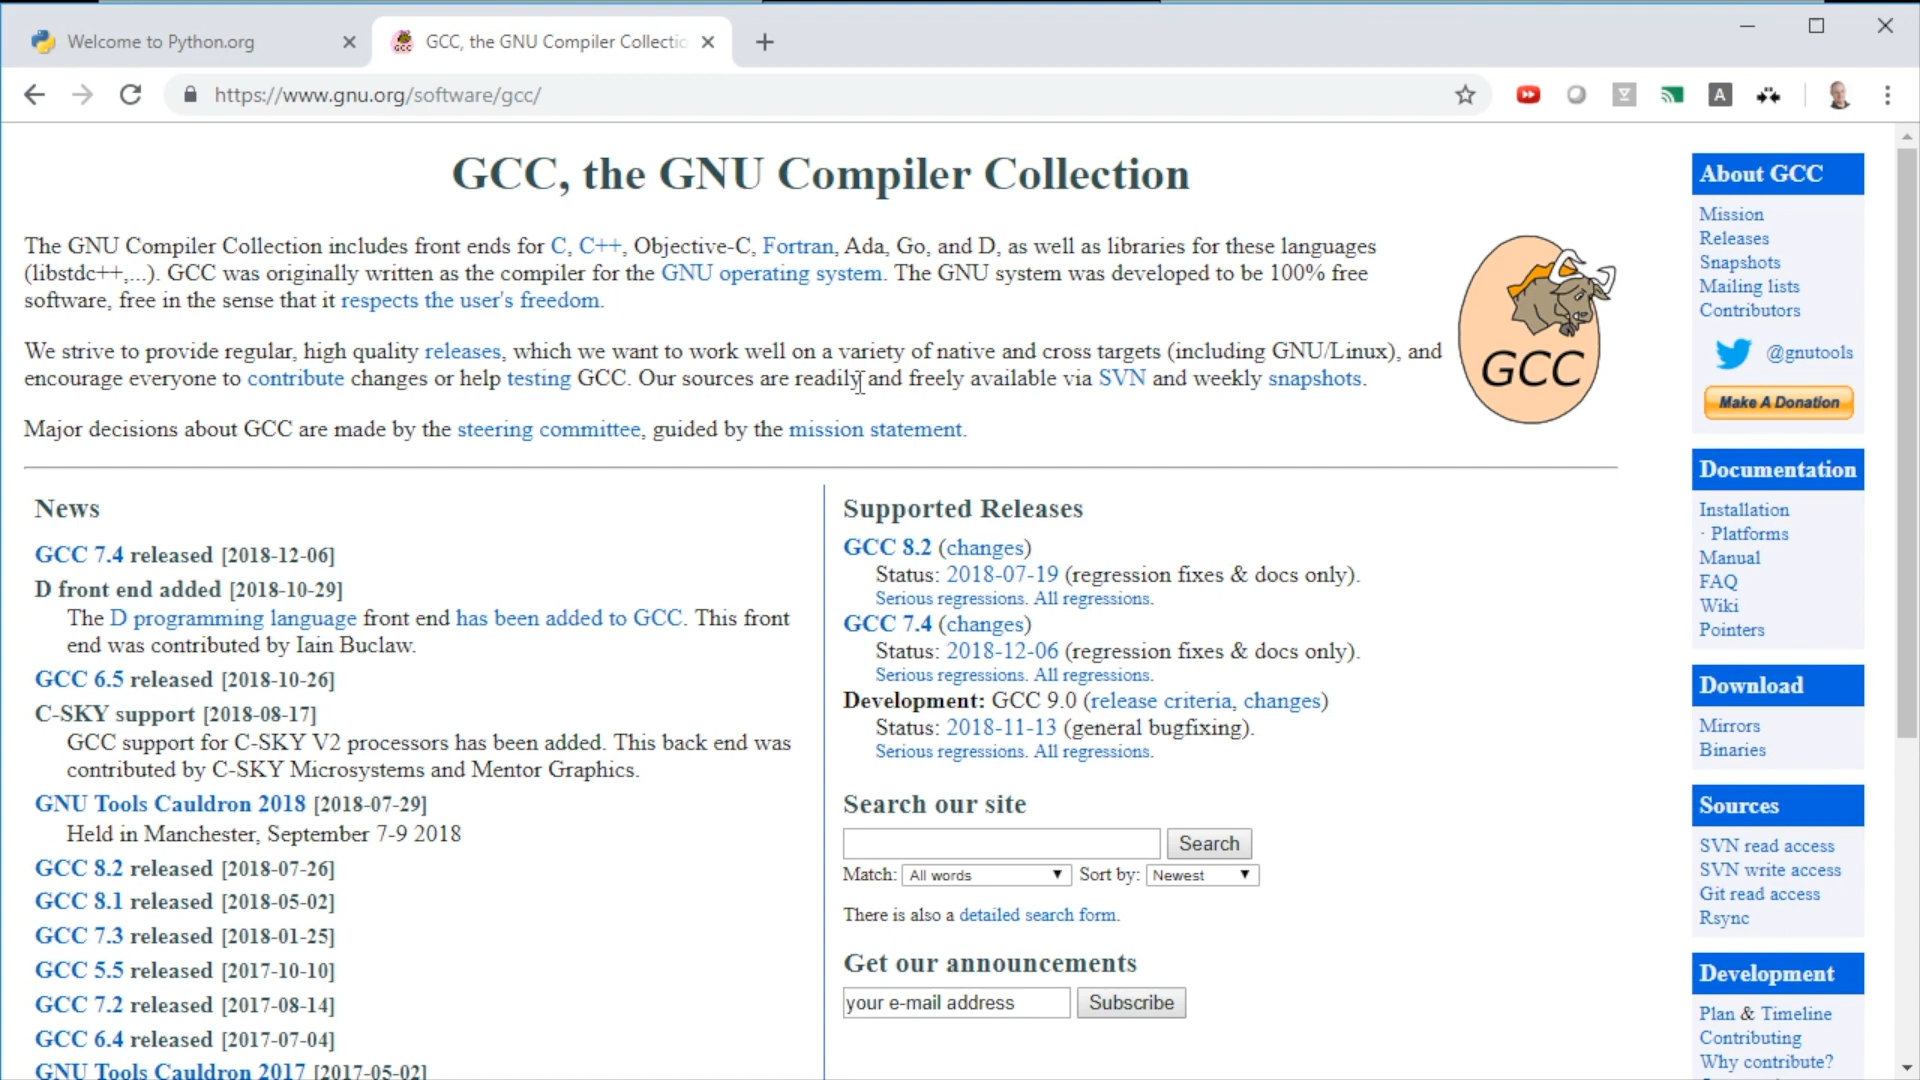 Welcome to Python.org
GCC, the GNU Compiler Collectio
https://www.gnu.org/software/gcc/
GCC, the GNU Compiler Collection
The GNU Compiler Collection includes front ends for C, C++, Objective-C, Fortran, Ada, Go, and D, as well as libraries for these languages
(libstdc++,...). GCC was originally written as the compiler for the GNU operating system. The GNU system was developed to be 100% free
software, free in the sense that it respects the user's freedom.
We strive to provide regular, high quality releases, which we want to work well on a variety of native and cross targets (including GNU/Linux), and
encourage everyone to contribute changes or help testing GCC. Our sources are readily and freely available via SVN and weekly snapshots.
Major decisions about GCC are made by the steering committee, guided by the mission statement.
GCC
News
GCC 7.4 released [2018-12-06]
D front end added [2018-10-29]
The D programming language front end has been added to GCC. This front
end was contributed by Iain Buclaw.
GCC 6.5 released [2018-10-26]
C-SKY support [2018-08-17]
GCC support for C-SKY V2 processors has been added. This back end was
contributed by C-SKY Microsystems and Mentor Graphics.
GNU Tools Cauldron 2018 [2018-07-29]
Held in Manchester, September 7-9 2018
GCC 8.2 released [2018-07-26]
GCC 8.1 released [2018-05-02]
GCC 7.3 released [2018-01-25]
GCC 5.5 released [2017-10-10]
GCC 7.2 released [2017-08-14]
GCC 6.4 released [2017-07-04]
GNU Tools Cauldron 2017 [2017-05-02]
Supported Releases
GCC 8.2 (changes)
Status: 2018-07-19 (regression fixes & docs only).
Serious regressions. All regressions.
GCC 7.4 (changes)
Status: 2018-12-06 (regression fixes & docs only).
Serious regressions. All regressions.
Development: GCC 9.0 (release criteria, changes)
Status: 2018-11-13 (general bugfixing).
Serious regressions. All regressions.
Search our site
Search
Match: All words Sort by: Newest
There is also a detailed search form.
Get our announcements
your e-mail address Subscribe
About GCC
Mission
Releases
Snapshots
Mailing lists
Contributors
@gnutools
Make A Donation
Documentation
Installation
· Platforms
Manual
FAQ
Wiki
Pointers
Download
Mirrors
Binaries
Sources
SVN read access
SVN write access
Git read access
Rsync
Development
Plan & Timeline
Contributing
Why contribute?